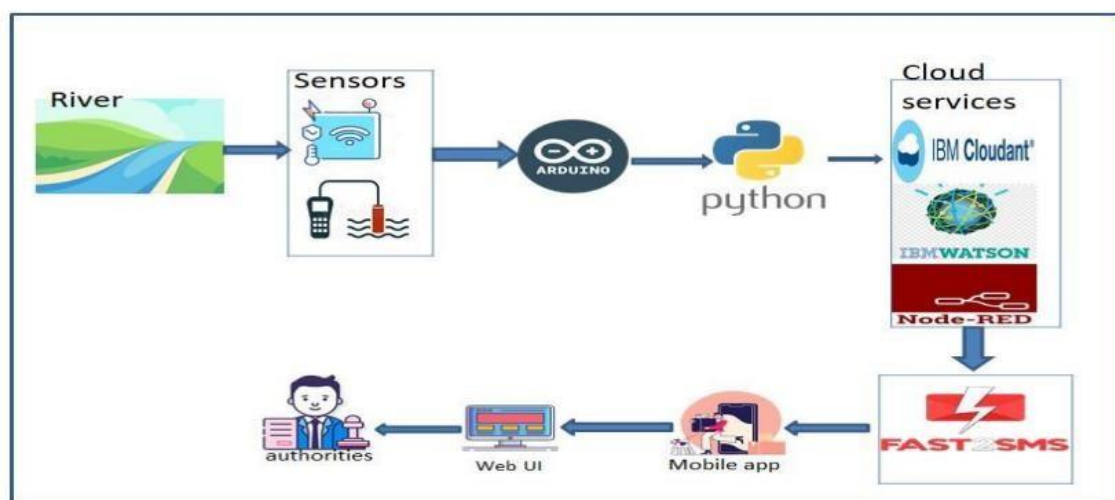 River
Sensors
ARDUINO
python
Cloud
services
IBM Cloudant®
IBMWATSON
Node-RED
FAST2SMS
Mobile app
Web UI
authorities